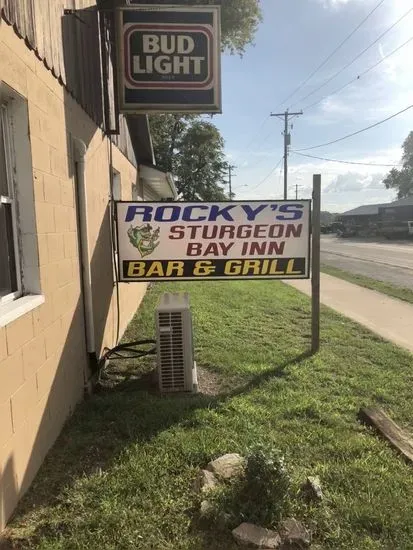 BUD
LIGHT
ROCKY'S
STURGEON
BAY INN
BAR & GRILL